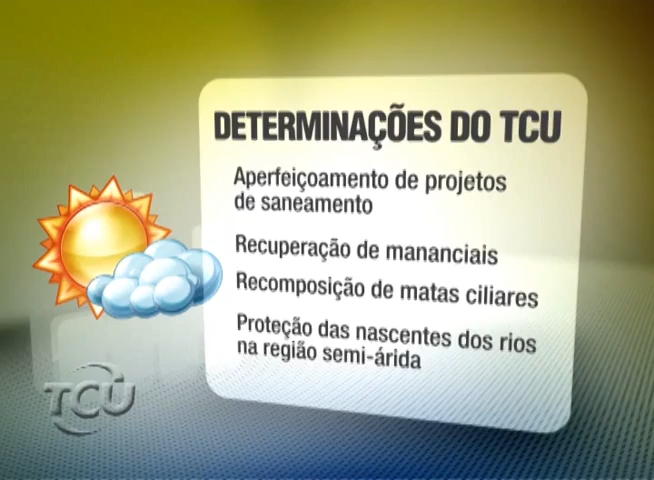 DETERMINAÇÕES DO TCU
Aperfeiçoamento de projetos
de saneamento
Recuperação de mananciais
Recomposição de matas ciliares
Proteção das nascentes dos rios
na região semi-árida
TCU